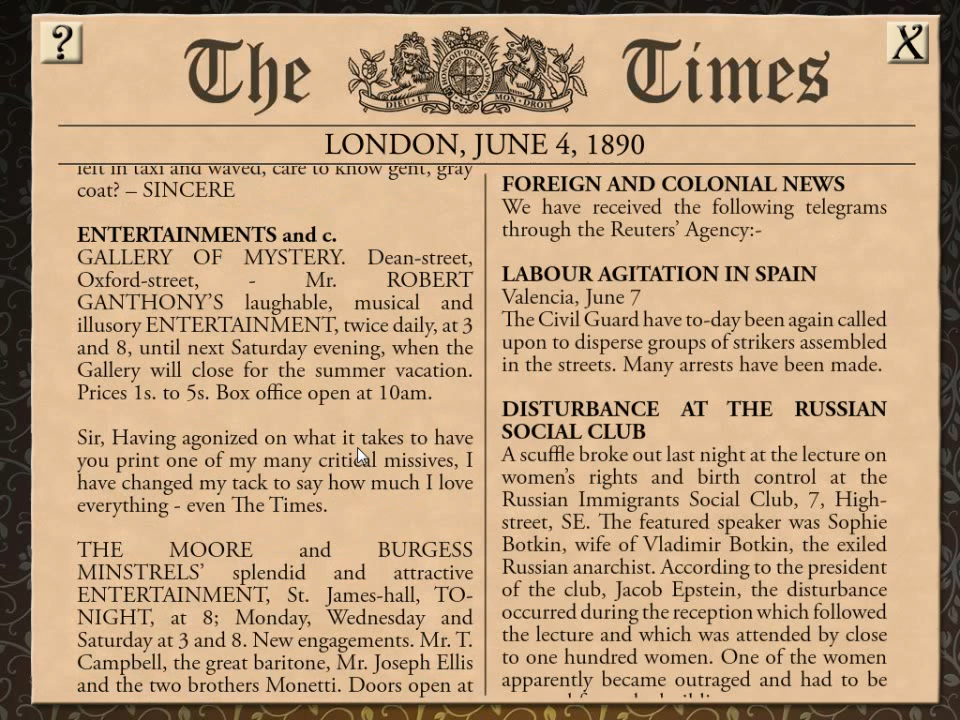 ?
The Times
X
DIEU · ET MON · DROIT
LONDON, JUNE 4, 1890
left in taxi and waved, care to know gent, gray
coat? – SINCERE
ENTERTAINMENTS and c.
GALLERY OF MYSTERY. Dean-street,
Oxford-street, - Mr. ROBERT
GANTHONY'S laughable, musical and
illusory ENTERTAINMENT, twice daily, at 3
and 8, until next Saturday evening, when the
Gallery will close for the summer vacation.
Prices 1s. to 5s. Box office open at 10am.
Sir, Having agonized on what it takes to have
you print one of my many critical missives, I
have changed my tack to say how much I love
everything - even The Times.
THE MOORE and BURGESS
MINSTRELS' splendid and attractive
ENTERTAINMENT, St. James-hall, TO-
NIGHT, at 8; Monday, Wednesday and
Saturday at 3 and 8. New engagements. Mr. T.
Campbell, the great baritone, Mr. Joseph Ellis
and the two brothers Monetti. Doors open at
FOREIGN AND COLONIAL NEWS
We have received the following telegrams
through the Reuters' Agency:-
LABOUR AGITATION IN SPAIN
Valencia, June 7
The Civil Guard have to-day been again called
upon to disperse groups of strikers assembled
in the streets. Many arrests have been made.
DISTURBANCE AT THE RUSSIAN
SOCIAL CLUB
A scuffle broke out last night at the lecture on
women's rights and birth control at the
Russian Immigrants Social Club, 7, High-
street, SE. The featured speaker was Sophie
Botkin, wife of Vladimir Botkin, the exiled
Russian anarchist. According to the president
of the club, Jacob Epstein, the disturbance
occurred during the reception which followed
the lecture and which was attended by close
to one hundred women. One of the women
apparently became outraged and had to be